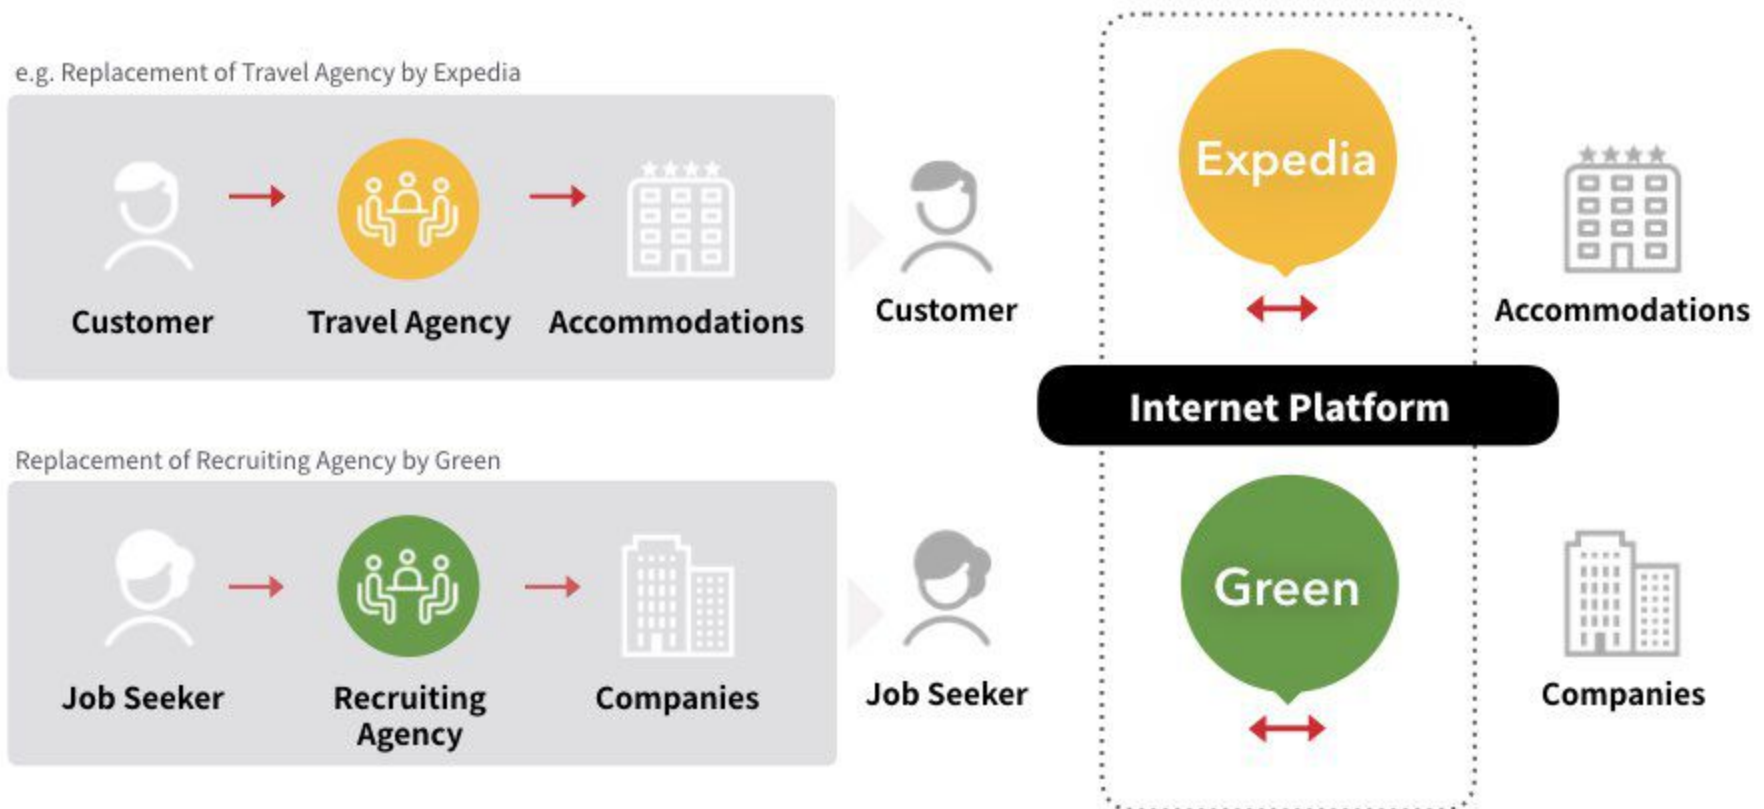 e.g. Replacement of Travel Agency by Expedia
Customer
Travel Agency
Accommodations
Customer
Expedia
Accommodations
Internet Platform
Replacement of Recruiting Agency by Green
Job Seeker
Recruiting
Agency
Companies
Job Seeker
Green
Companies